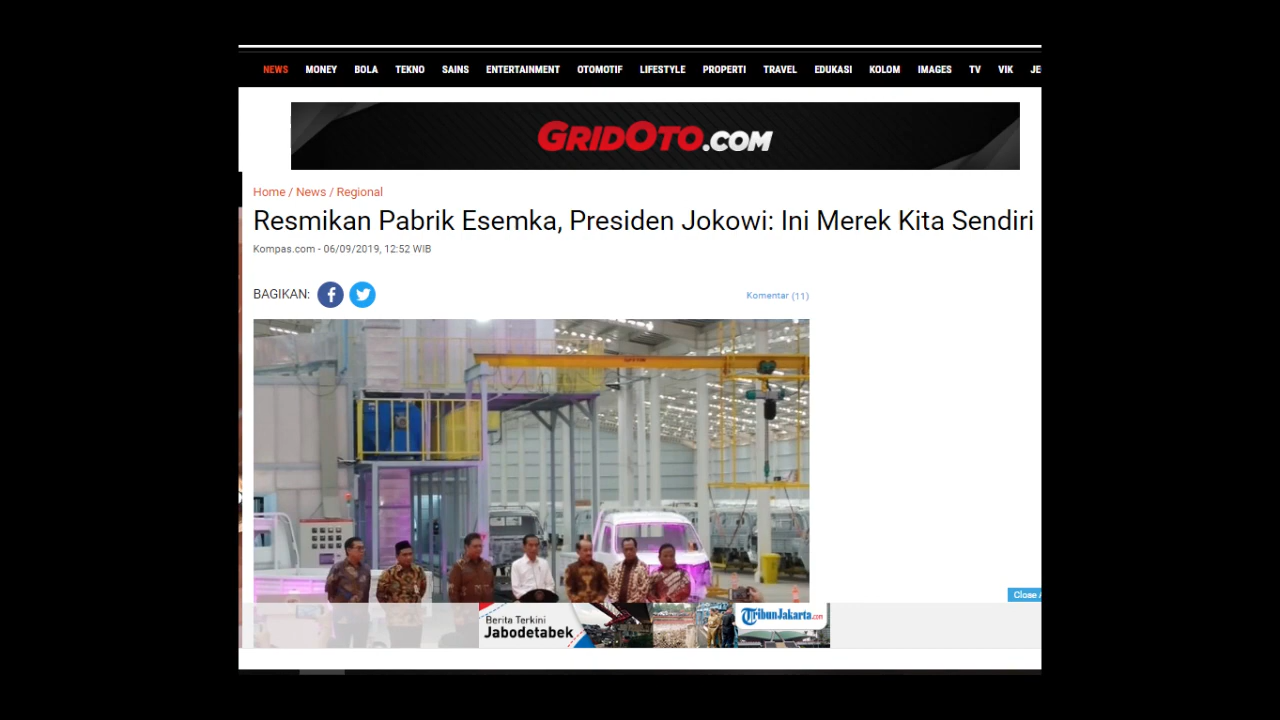 NEWS MONEY BOLA TEKNO SAINS ENTERTAINMENT OTOMOTIF LIFESTYLE PROPERTI TRAVEL EDUKASI KOLOM IMAGES TV VIK JE
GRIDOTO.COM
Home / News / Regional
Resmikan Pabrik Esemka, Presiden Jokowi: Ini Merek Kita Sendiri
Kompas.com - 06/09/2019, 12:52 WIB
BAGIKAN:
Komentar (11)
Close A
Berita Terkini
Jabodetabek
TribunJakarta.com